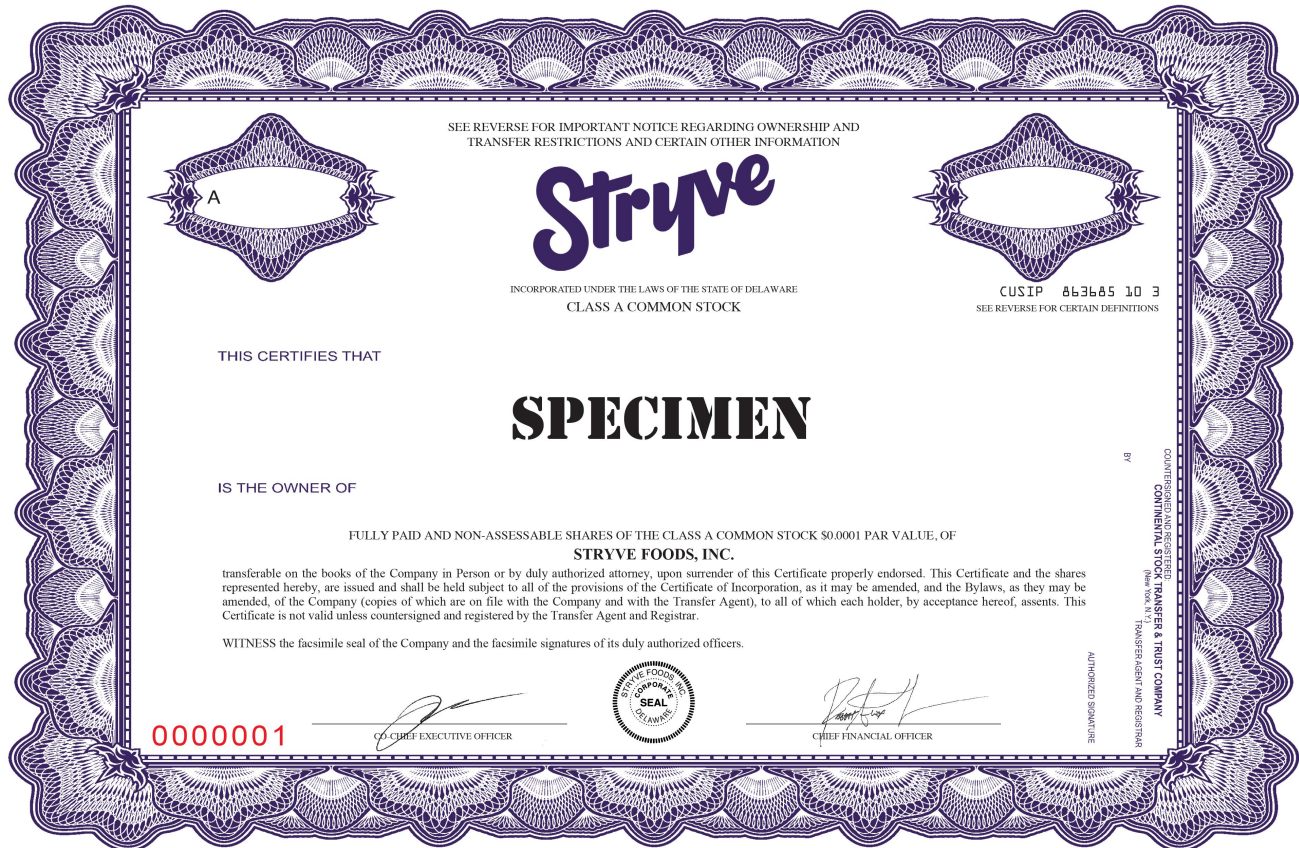 SEE REVERSE FOR IMPORTANT NOTICE REGARDING OWNERSHIP AND
TRANSFER RESTRICTIONS AND CERTAIN OTHER INFORMATION
A
Stryve
INCORPORATED UNDER THE LAWS OF THE STATE OF DELAWARE
CLASS A COMMON STOCK
CUSIP 863685 10 3
SEE REVERSE FOR CERTAIN DEFINITIONS
THIS CERTIFIES THAT
SPECIMEN
IS THE OWNER OF
FULLY PAID AND NON-ASSESSABLE SHARES OF THE CLASS A COMMON STOCK $0.0001 PAR VALUE, OF
STRYVE FOODS, INC.
transferable on the books of the Company in Person or by duly authorized attorney, upon surrender of this Certificate properly endorsed. This Certificate and the shares
represented hereby, are issued and shall be held subject to all of the provisions of the Certificate of Incorporation, as it may be amended, and the Bylaws, as they may be
amended, of the Company (copies of which are on file with the Company and with the Transfer Agent), to all of which each holder, by acceptance hereof, assents. This
Certificate is not valid unless countersigned and registered by the Transfer Agent and Registrar.
WITNESS the facsimile seal of the Company and the facsimile signatures of its duly authorized officers.
0000001
CO-CHIEF EXECUTIVE OFFICER
STRYVE FOODS, INC.
CORPORATE
SEAL
DELAWARE
CHIEF FINANCIAL OFFICER
COUNTERSIGNED AND REGISTERED:
CONTINENTAL STOCK TRANSFER & TRUST COMPANY
(New York, N.Y.)
TRANSFER AGENT AND REGISTRAR
BY
AUTHORIZED SIGNATURE